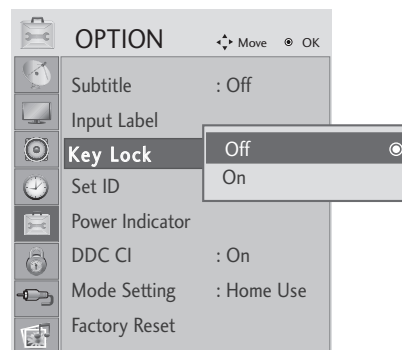 OPTION Move OK
Subtitle : Off
Input Label
Key Lock Off
Set ID On
Power Indicator
DDC CI : On
Mode Setting : Home Use
Factory Reset